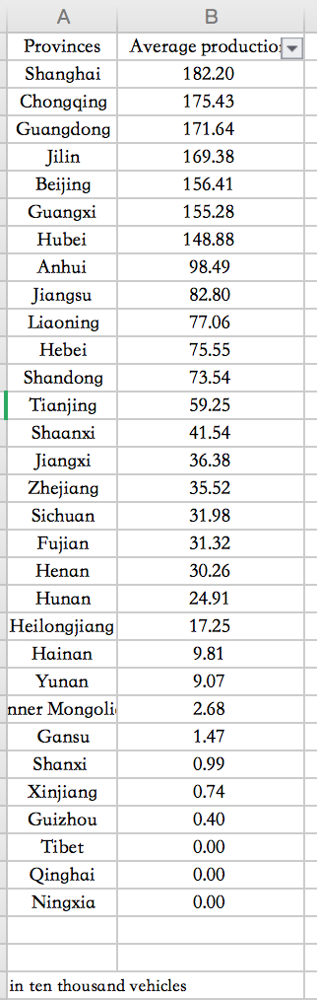 A B
Provinces Average productio
Shanghai 182.20
Chongqing 175.43
Guangdong 171.64
Jilin 169.38
Beijing 156.41
Guangxi 155.28
Hubei 148.88
Anhui 98.49
Jiangsu 82.80
Liaoning 77.06
Hebei 75.55
Shandong 73.54
Tianjing 59.25
Shaanxi 41.54
Jiangxi 36.38
Zhejiang 35.52
Sichuan 31.98
Fujian 31.32
Henan 30.26
Hunan 24.91
Heilongjiang 17.25
Hainan 9.81
Yunan 9.07
nner Mongoli 2.68
Gansu 1.47
Shanxi 0.99
Xinjiang 0.74
Guizhou 0.40
Tibet 0.00
Qinghai 0.00
Ningxia 0.00
in ten thousand vehicles